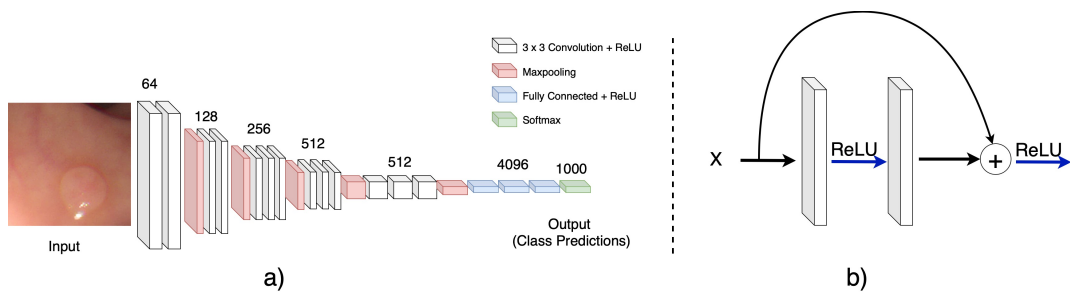 3 x 3 Convolution + ReLU
Maxpooling
Fully Connected + ReLU
Softmax
64
128
256
512
512
4096
1000
Input
Output
(Class Predictions)
a)
X
ReLU
+
ReLU
b)